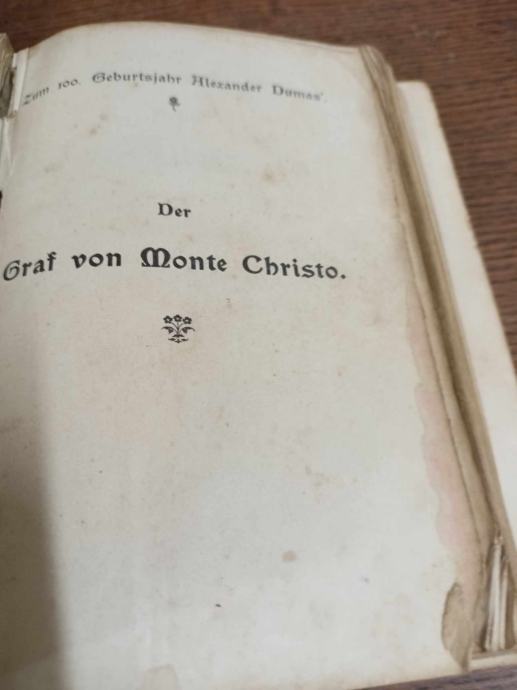 Zum 100. Geburtsjahr Alexander Dumas'.
Der
Graf von Monte Christo.